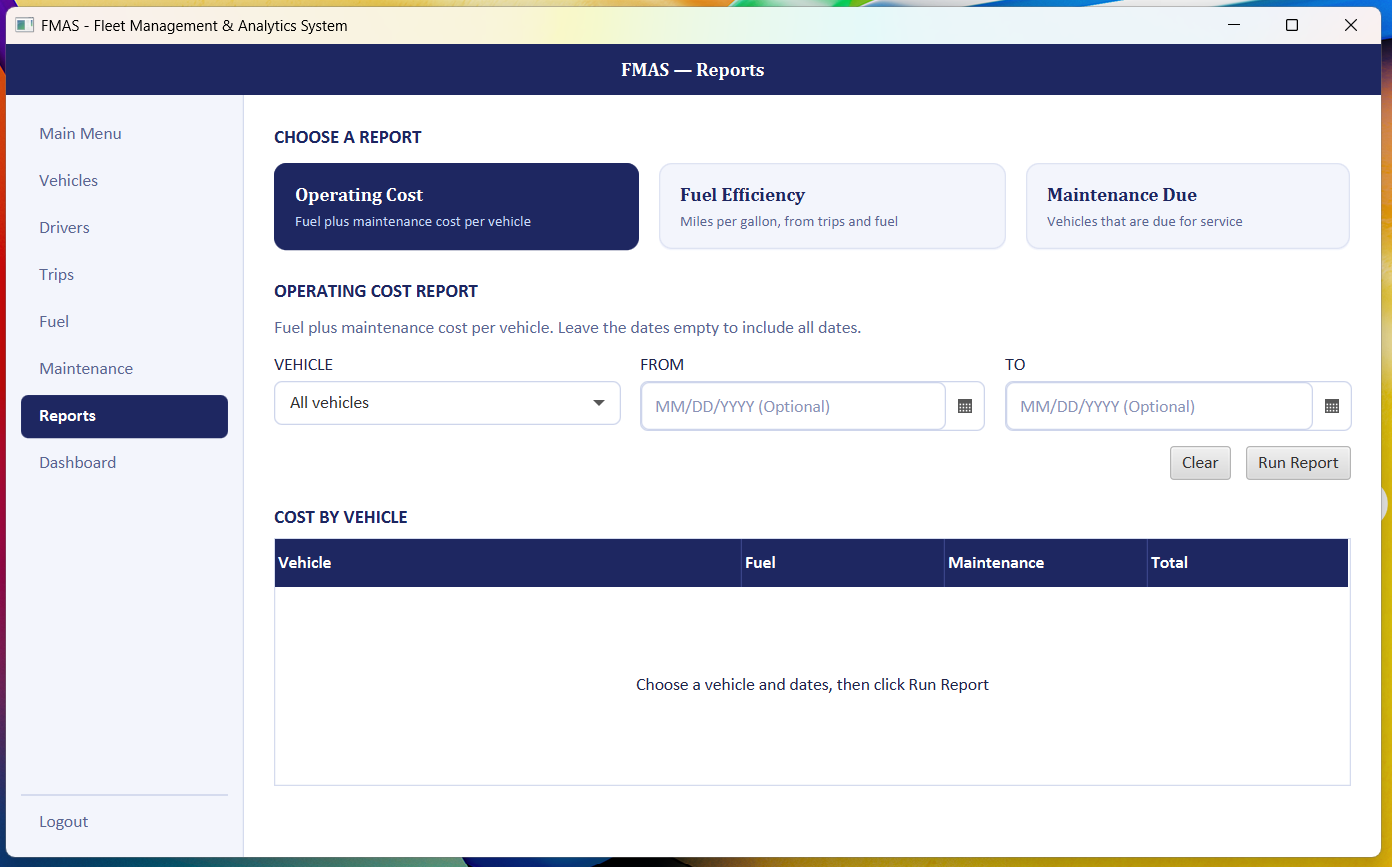 FMAS - Fleet Management & Analytics System
FMAS — Reports
Main Menu
Vehicles
Drivers
Trips
Fuel
Maintenance
Reports
Dashboard
Logout
CHOOSE A REPORT
Operating Cost
Fuel plus maintenance cost per vehicle
Fuel Efficiency
Miles per gallon, from trips and fuel
Maintenance Due
Vehicles that are due for service
OPERATING COST REPORT
Fuel plus maintenance cost per vehicle. Leave the dates empty to include all dates.
VEHICLE
All vehicles
FROM
MM/DD/YYYY (Optional)
TO
MM/DD/YYYY (Optional)
Clear
Run Report
COST BY VEHICLE
Vehicle Fuel Maintenance Total
Choose a vehicle and dates, then click Run Report